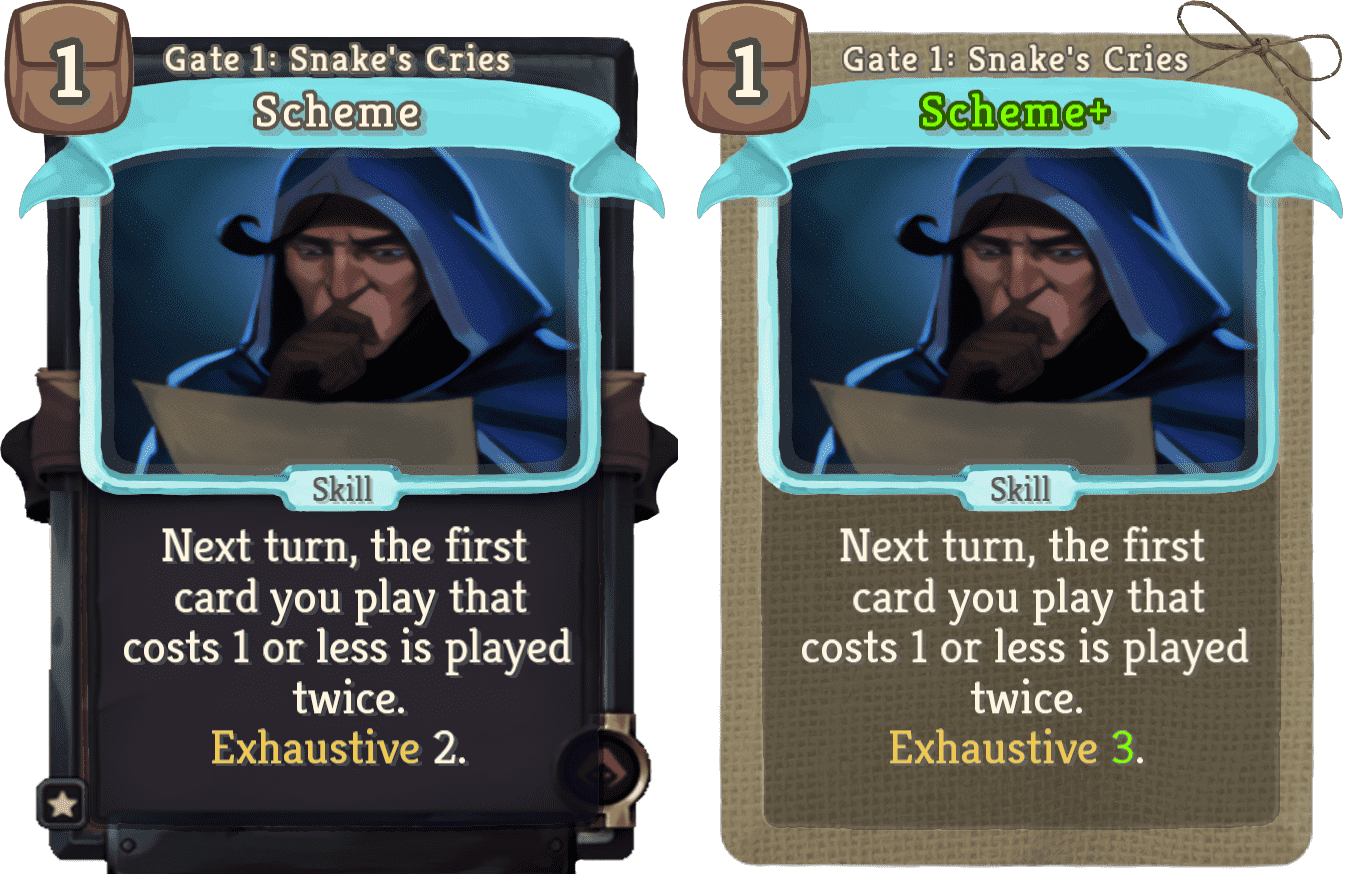 1
Gate 1: Snake's Cries
Scheme
Skill
Next turn, the first
card you play that
costs 1 or less is played
twice.
Exhaustive 2.
1
Gate 1: Snake's Cries
Scheme+
Skill
Next turn, the first
card you play that
costs 1 or less is played
twice.
Exhaustive 3.